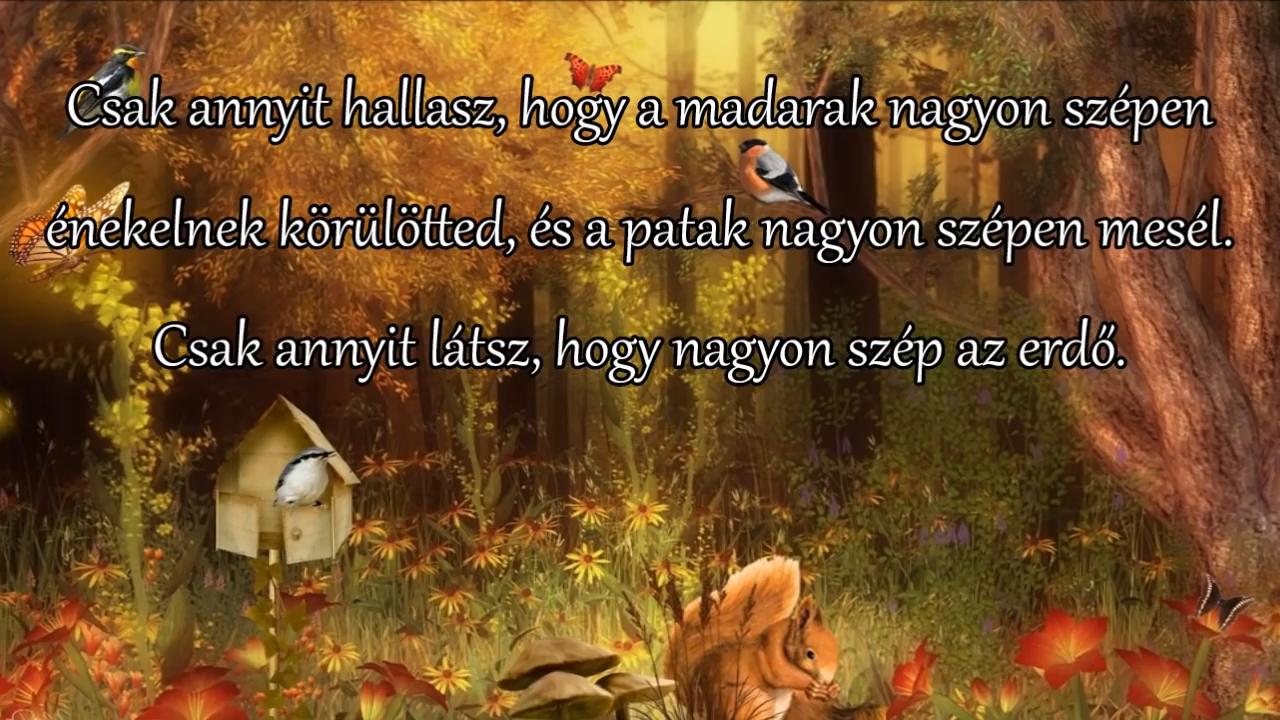 Csak annyit hallasz, hogy a madarak nagyon szépen
énekelnek körülötted, és a patak nagyon szépen mesél.
Csak annyit látsz, hogy nagyon szép az erdő.